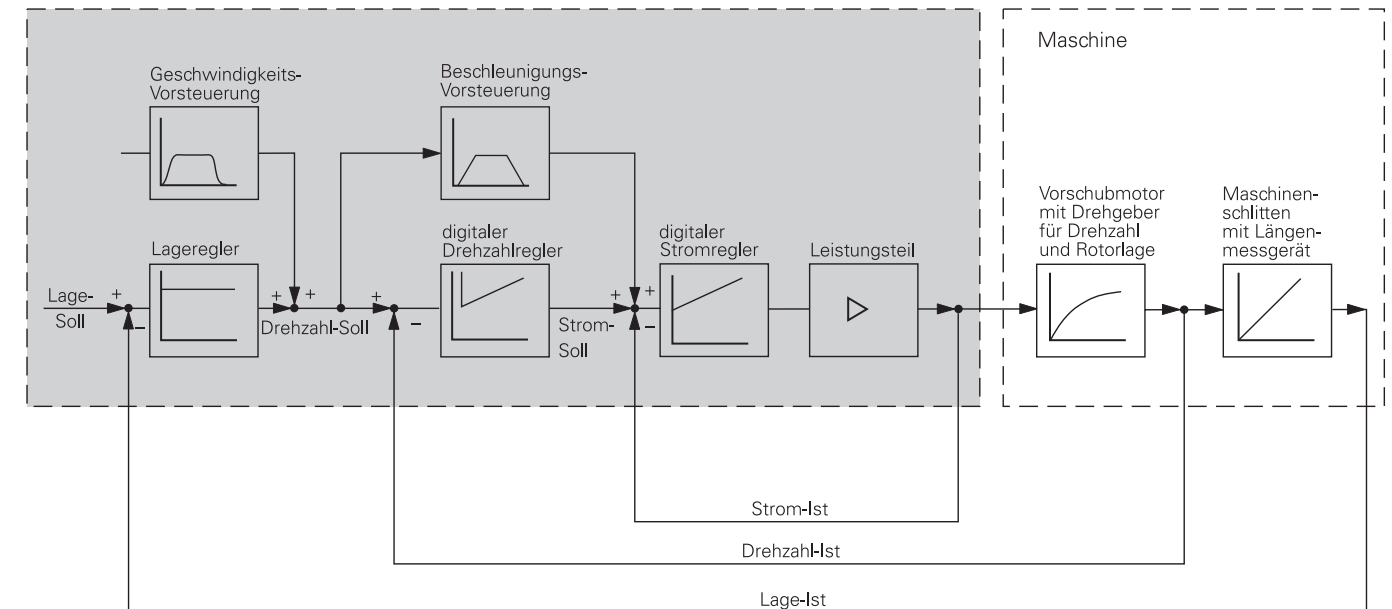 Maschine
Geschwindigkeits-
Vorsteuerung
Beschleunigungs-
Vorsteuerung
Vorschubmotor
mit Drehgeber
für Drehzahl
und Rotorlage
Maschinen-
schlitten
mit Längen-
messgerät
Lageregler
digitaler
Drehzahlregler
digitaler
Stromregler
Leistungsteil
Lage-
Soll
+
–
+
+
Drehzahl-Soll
+
–
+
Strom-
Soll
+
–
Strom-Ist
Drehzahl-Ist
Lage-Ist